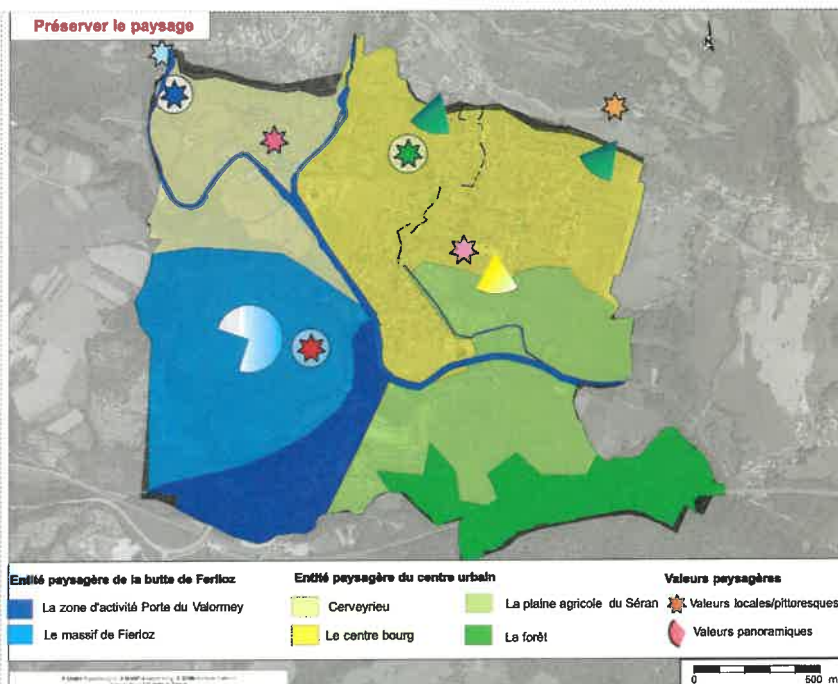 Préserver le paysage
Entité paysagère de la butte de Ferlloz
La zone d'activité Porte du Valormey
Le massif de Fierloz
Entité paysagère du centre urbain
Cerveyrieu
Le centre bourg
La plaine agricole du Séran
La forêt
Valeurs paysagères
Valeurs locales/pittoresques
Valeurs panoramiques
0 500 m